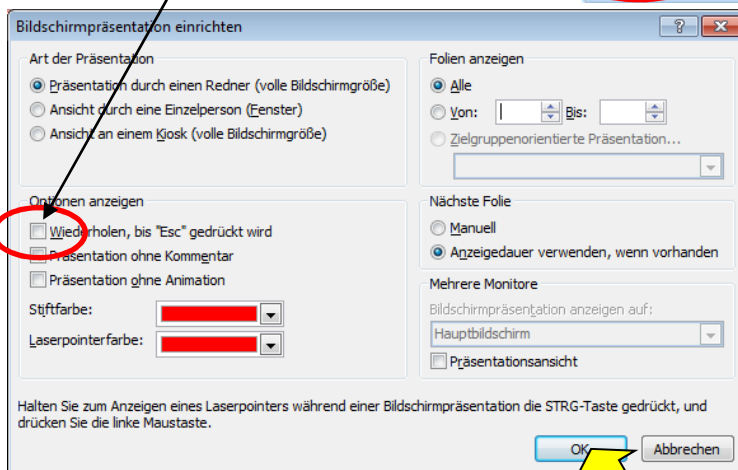 Bildschirmpräsentation einrichten
Art der Präsentation
Präsentation durch einen Redner (volle Bildschirmgröße)
Ansicht durch eine Einzelperson (Fenster)
Ansicht an einem Kiosk (volle Bildschirmgröße)
Folien anzeigen
Alle
Von: Bis:
Zielgruppenorientierte Präsentation...
Optionen anzeigen
Wiederholen, bis "Esc" gedrückt wird
Präsentation ohne Kommentar
Präsentation ohne Animation
Stiftfarbe:
Laserpointerfarbe:
Nächste Folie
Manuell
Anzeigedauer verwenden, wenn vorhanden
Mehrere Monitore
Bildschirmpräsentation anzeigen auf:
Hauptbildschirm
Präsentationsansicht
Halten Sie zum Anzeigen eines Laserpointers während einer Bildschirmpräsentation die STRG-Taste gedrückt, und
drücken Sie die linke Maustaste.
OK Abbrechen